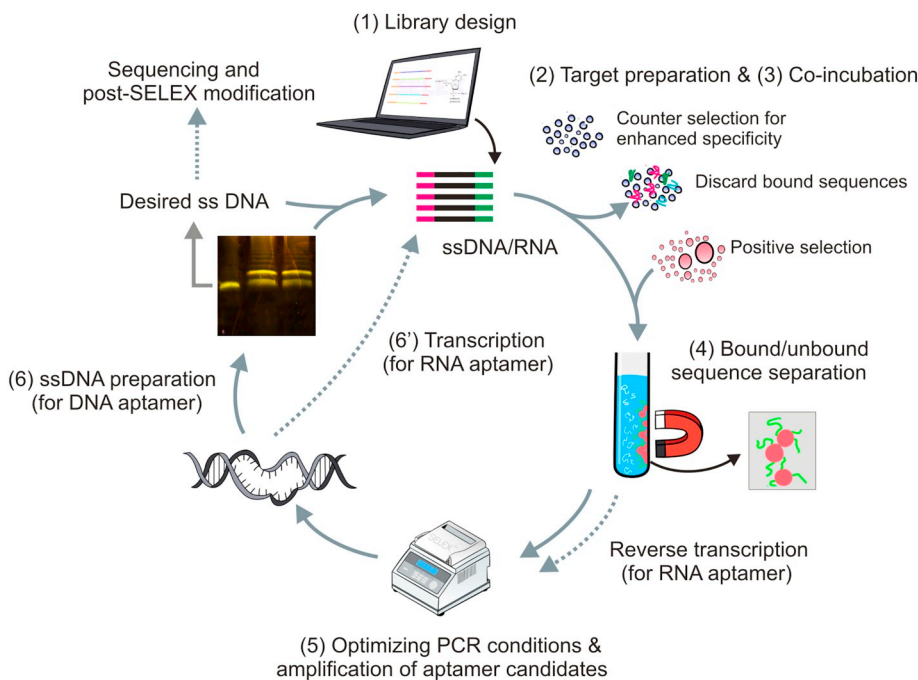 (1) Library design
Sequencing and
post-SELEX modification
(2) Target preparation & (3) Co-incubation
Counter selection for
enhanced specificity
Discard bound sequences
Desired ss DNA
ssDNA/RNA
Positive selection
(6') Transcription
(for RNA aptamer)
(4) Bound/unbound
sequence separation
(6) ssDNA preparation
(for DNA aptamer)
SELEX
Reverse transcription
(for RNA aptamer)
(5) Optimizing PCR conditions &
amplification of aptamer candidates